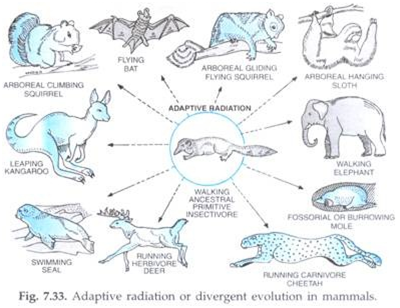 FLYING
BAT
ARBOREAL GLIDING
FLYING SQUIRREL
ARBOREAL CLIMBING
SQUIRREL
ARBOREAL HANGING
SLOTH
ADAPTIVE RADIATION
LEAPING
KANGAROO
WALKING
ELEPHANT
WALKING
ANCESTRAL
PRIMITIVE
INSECTIVORE
FOSSORIAL OR BURROWING
MOLE
SWIMMING
SEAL
RUNNING
HERBIVORE
DEER
RUNNING CARNIVORE
CHEETAH
Fig. 7.33. Adaptive radiation or divergent evolution in mammals.